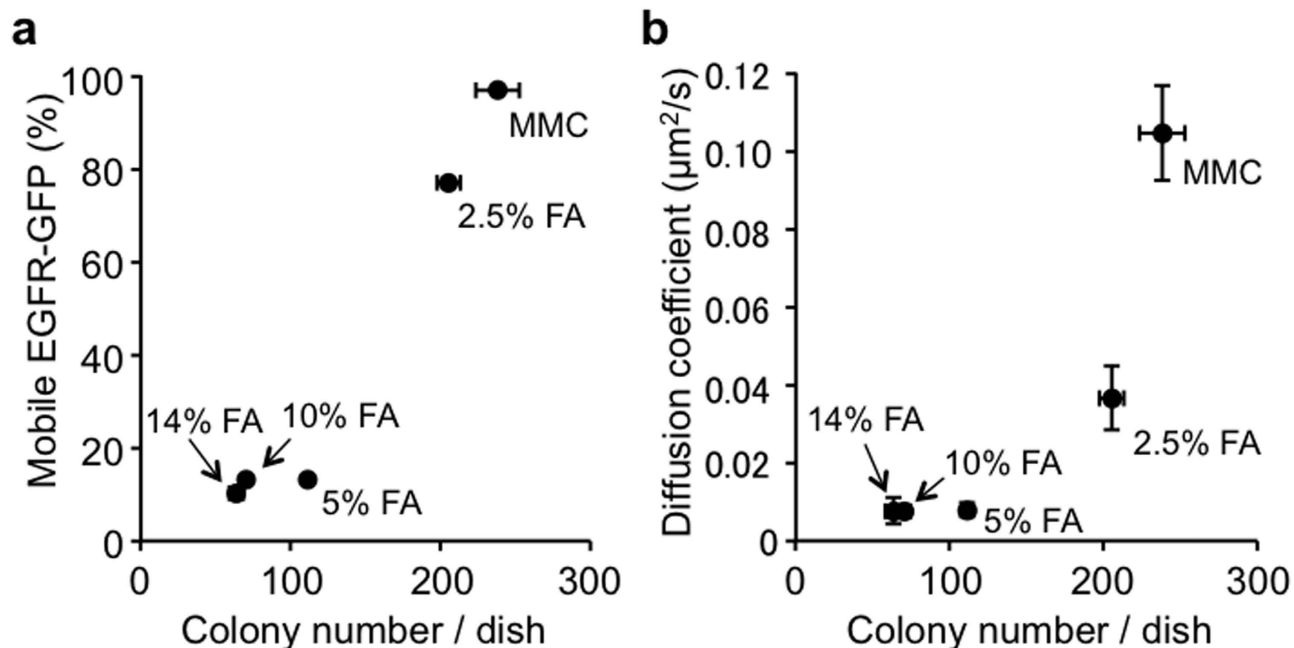 a
Mobile EGFR-GFP (%)
100
80
60
40
20
0
MMC
2.5% FA
14% FA
10% FA
5% FA
0 100 200 300
Colony number / dish
b
Diffusion coefficient (μm²/s)
0.12
0.10
0.08
0.06
0.04
0.02
0
MMC
2.5% FA
14% FA
10% FA
5% FA
0 100 200 300
Colony number / dish